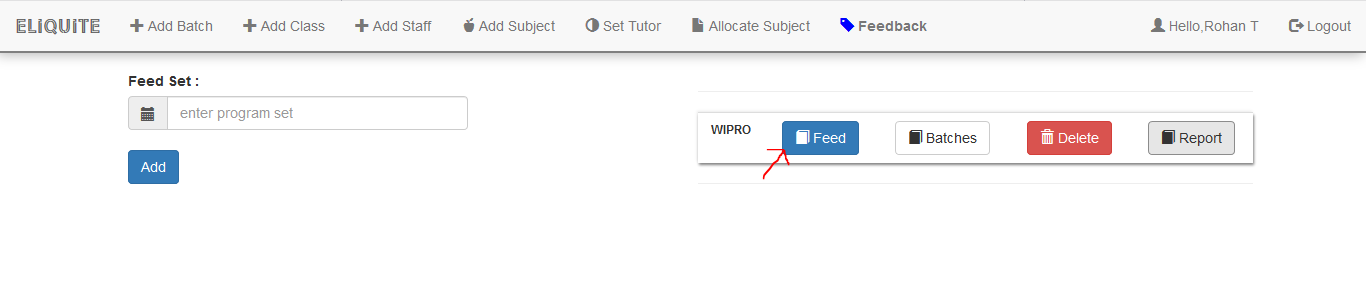 ELiQUiTE Add Batch Add Class Add Staff Add Subject Set Tutor Allocate Subject Feedback Hello,Rohan T Logout
Feed Set :
enter program set
Add
WIPRO Feed Batches Delete Report